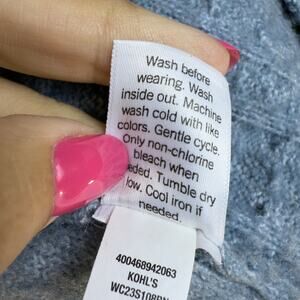 Wash before
wearing. Wash
inside out. Machine
wash cold with like
colors. Gentle cycle.
Only non-chlorine
bleach when
eded. Tumble dry
low. Cool iron if
needed.
400468942063
KOHL'S